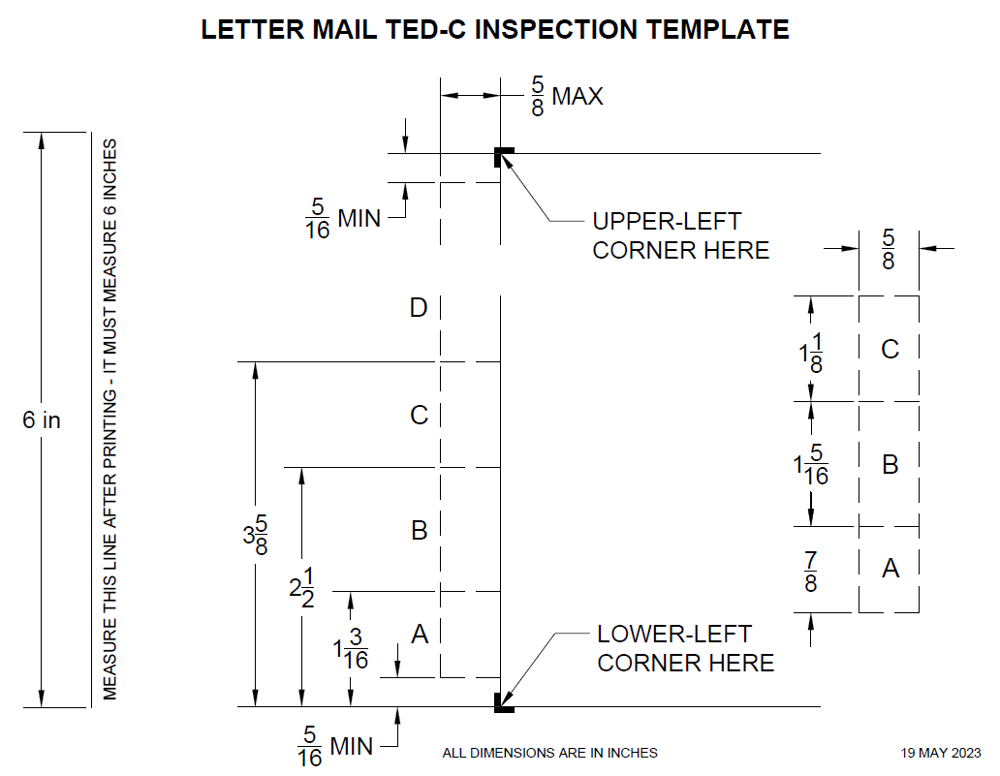 LETTER MAIL TED-C INSPECTION TEMPLATE
5/8 MAX
MEASURE THIS LINE AFTER PRINTING - IT MUST MEASURE 6 INCHES
5/16 MIN
UPPER-LEFT
CORNER HERE
5/8
D
1 1/8
C
6 in
C
1 5/16
B
3 5/8
B
2 1/2
7/8
A
1 3/16
A
LOWER-LEFT
CORNER HERE
5/16 MIN
ALL DIMENSIONS ARE IN INCHES
19 MAY 2023